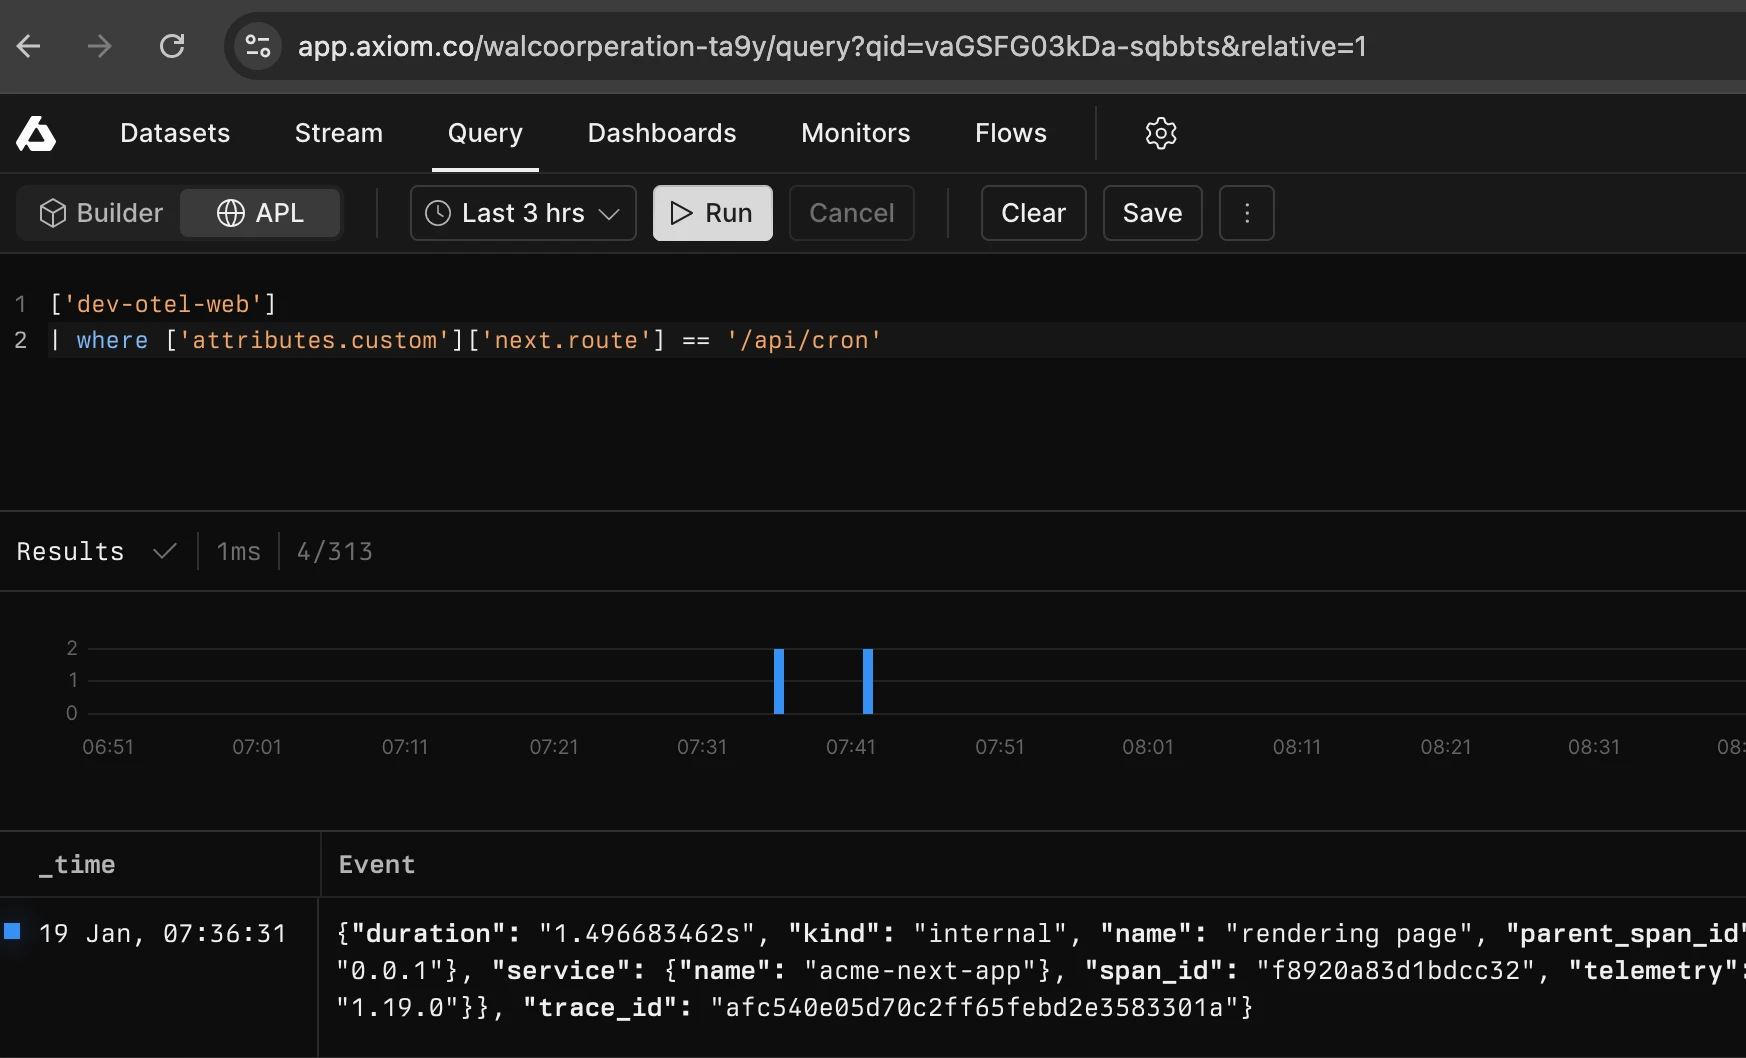 app.axiom.co/walcoorperation-ta9y/query?qid=vaGSFG03kDa-sqbbts&relative=1
Datasets Stream Query Dashboards Monitors Flows
Builder APL Last 3 hrs Run Cancel Clear Save
1 ['dev-otel-web']
2 | where ['attributes.custom']['next.route'] == '/api/cron'
Results 1ms 4/313
2
1
0
06:51 07:01 07:11 07:21 07:31 07:41 07:51 08:01 08:11 08:21 08:31 08:
_time Event
19 Jan, 07:36:31 {"duration": "1.496683462s", "kind": "internal", "name": "rendering page", "parent_span_id"
"0.0.1"}, "service": {"name": "acme-next-app"}, "span_id": "f8920a83d1bdcc32", "telemetry":
"1.19.0"}}, "trace_id": "afc540e05d70c2ff65febd2e3583301a"}